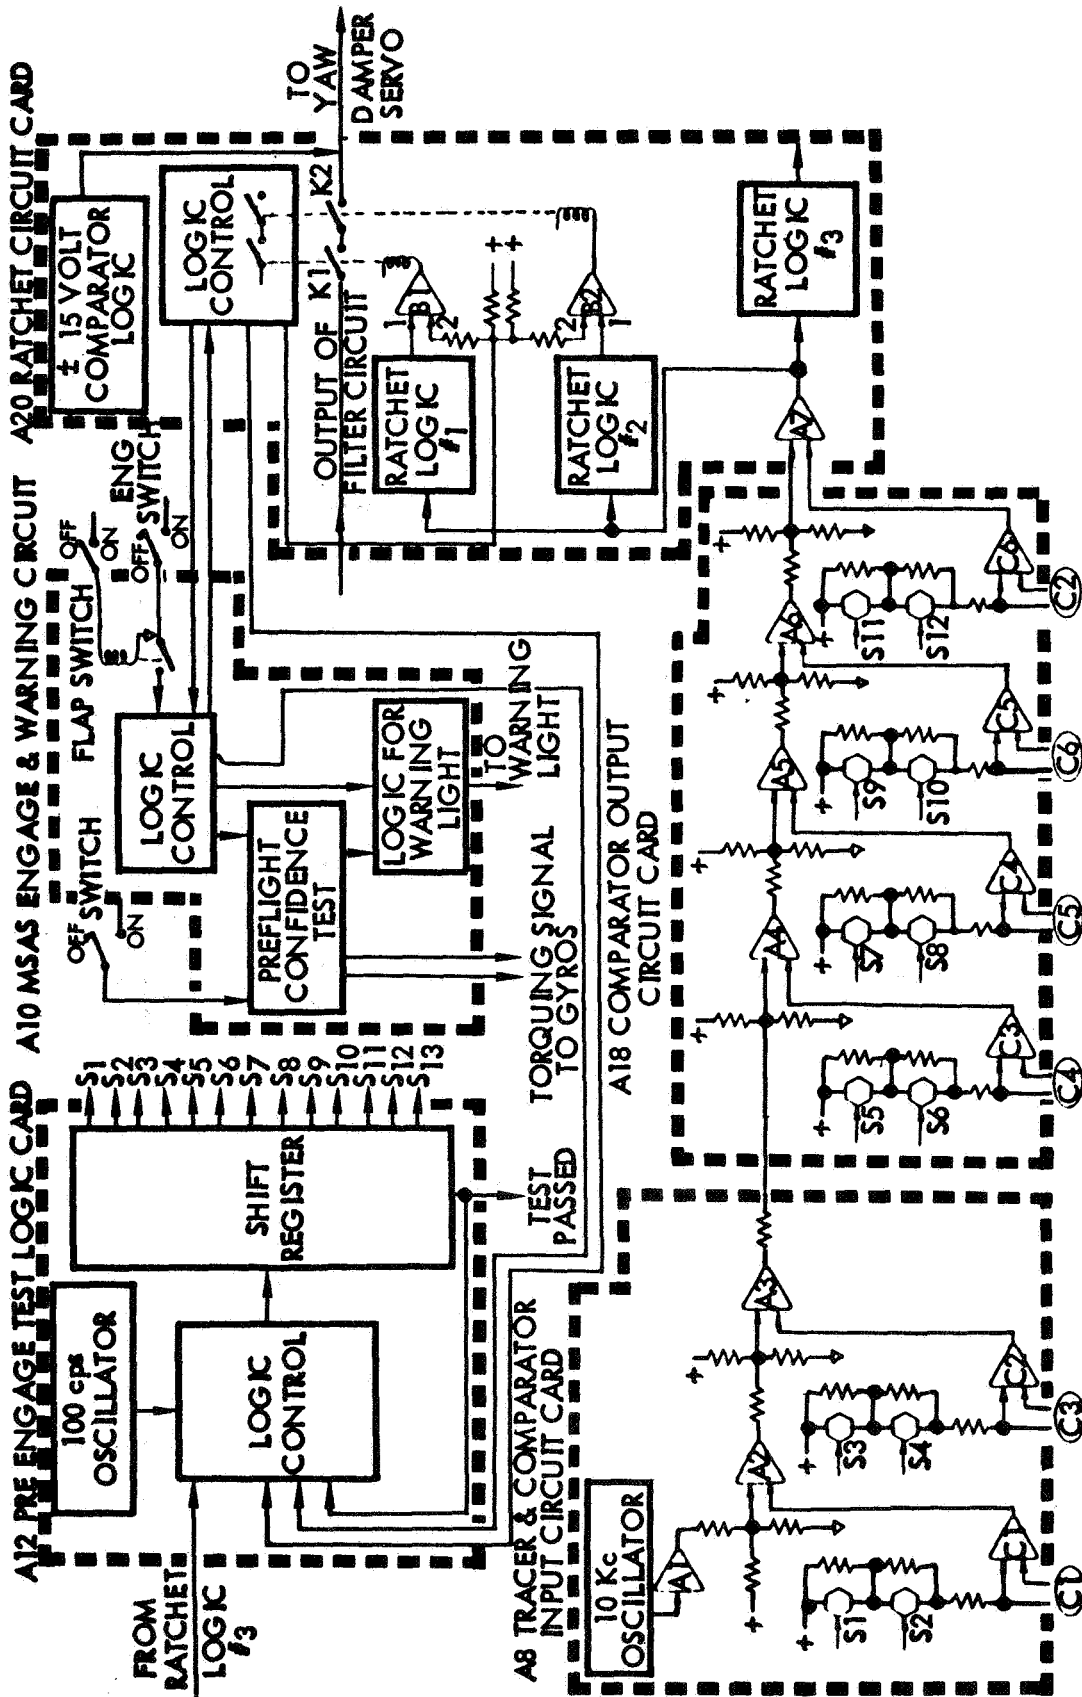 A12 PRE ENGAGE TEST LOGIC CARD
100 cps
OSCILLATOR
LOGIC
CONTROL
SHIFT
REGISTER
S1
S2
S3
S4
S5
S6
S7
S8
S9
S10
S11
S12
S13
FROM
RATCHET
LOGIC
#3
TEST
PASSED
A10 MSAS ENGAGE & WARNING CIRCUIT
SWITCH
OFF
ON
FLAP SWITCH
OFF
ON
ENG
SWITCH
OFF
ON
LOGIC
CONTROL
PREFLIGHT
CONFIDENCE
TEST
LOGIC FOR
WARNING
LIGHT
TORQUING SIGNAL
TO GYROS
TO
WARNING
LIGHT
A20 RATCHET CIRCUIT CARD
± 15 VOLT
COMPARATOR
LOGIC
LOGIC
CONTROL
TO
YAW
DAMPER
SERVO
K1
K2
OUTPUT OF
FILTER CIRCUIT
RATCHET
LOGIC
#1
1
B1
2
+
+
RATCHET
LOGIC
#2
2
B2
1
RATCHET
LOGIC
#3
A7
A8 TRACER & COMPARATOR
INPUT CIRCUIT CARD
10 Kc
OSCILLATOR
A1
+
A2
+
A3
+
S1
S2
C1
+
S3
S4
C2
C1
C3
A18 COMPARATOR OUTPUT
CIRCUIT CARD
+
A4
+
A5
+
A6
+
+
S5
S6
C3
+
S7
S8
C4
+
S9
S10
C5
+
S11
S12
C6
C4
C5
C6
C2